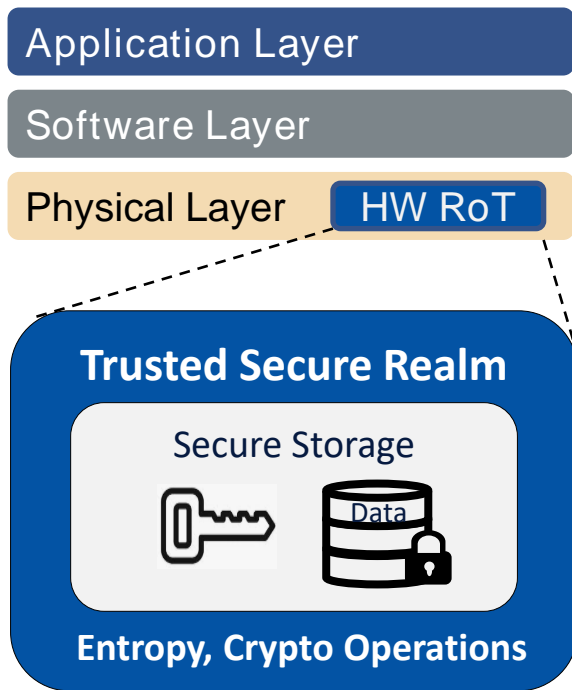 Application Layer
Software Layer
Physical Layer HW RoT
Trusted Secure Realm
Secure Storage
Data
Entropy, Crypto Operations